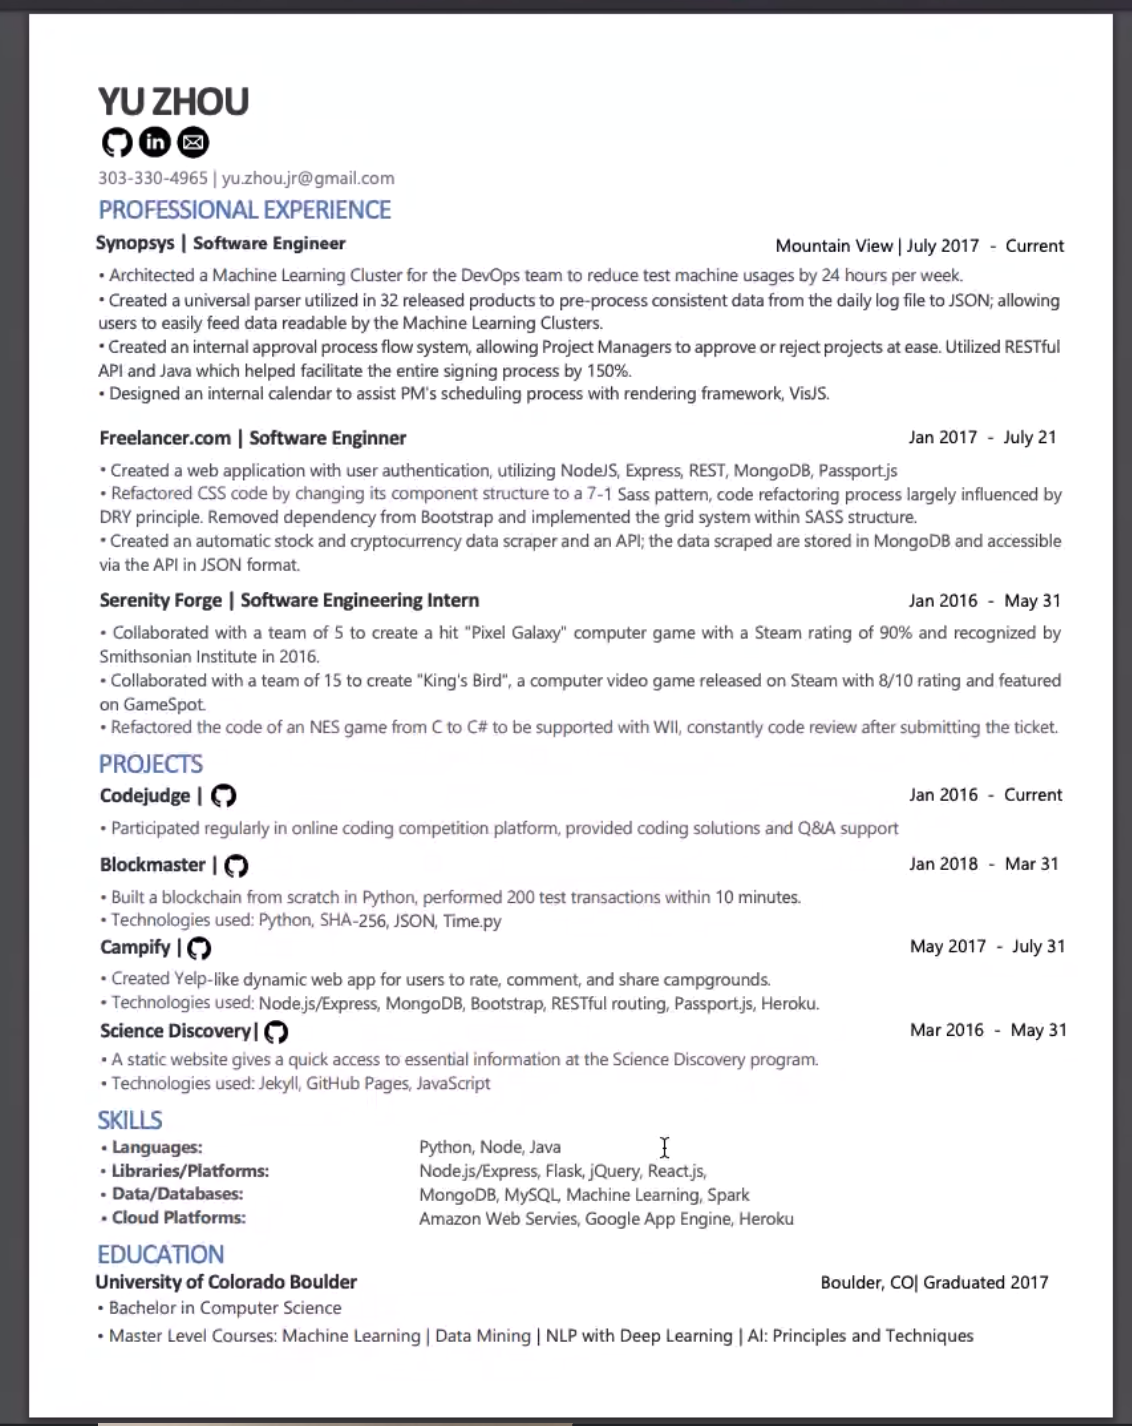 YU ZHOU
in
303-330-4965 | yu.zhou.jr@gmail.com
PROFESSIONAL EXPERIENCE
Synopsys | Software Engineer Mountain View | July 2017 - Current
• Architected a Machine Learning Cluster for the DevOps team to reduce test machine usages by 24 hours per week.
• Created a universal parser utilized in 32 released products to pre-process consistent data from the daily log file to JSON; allowing
users to easily feed data readable by the Machine Learning Clusters.
• Created an internal approval process flow system, allowing Project Managers to approve or reject projects at ease. Utilized RESTful
API and Java which helped facilitate the entire signing process by 150%.
• Designed an internal calendar to assist PM's scheduling process with rendering framework, VisJS.
Freelancer.com | Software Enginner Jan 2017 - July 21
• Created a web application with user authentication, utilizing NodeJS, Express, REST, MongoDB, Passport.js
• Refactored CSS code by changing its component structure to a 7-1 Sass pattern, code refactoring process largely influenced by
DRY principle. Removed dependency from Bootstrap and implemented the grid system within SASS structure.
• Created an automatic stock and cryptocurrency data scraper and an API; the data scraped are stored in MongoDB and accessible
via the API in JSON format.
Serenity Forge | Software Engineering Intern Jan 2016 - May 31
• Collaborated with a team of 5 to create a hit "Pixel Galaxy" computer game with a Steam rating of 90% and recognized by
Smithsonian Institute in 2016.
• Collaborated with a team of 15 to create "King's Bird", a computer video game released on Steam with 8/10 rating and featured
on GameSpot.
• Refactored the code of an NES game from C to C# to be supported with WII, constantly code review after submitting the ticket.
PROJECTS
Codejudge | Jan 2016 - Current
• Participated regularly in online coding competition platform, provided coding solutions and Q&A support
Blockmaster | Jan 2018 - Mar 31
• Built a blockchain from scratch in Python, performed 200 test transactions within 10 minutes.
• Technologies used: Python, SHA-256, JSON, Time.py
Campify | May 2017 - July 31
• Created Yelp-like dynamic web app for users to rate, comment, and share campgrounds.
• Technologies used: Node.js/Express, MongoDB, Bootstrap, RESTful routing, Passport.js, Heroku.
Science Discovery| Mar 2016 - May 31
• A static website gives a quick access to essential information at the Science Discovery program.
• Technologies used: Jekyll, GitHub Pages, JavaScript
SKILLS
• Languages: Python, Node, Java
• Libraries/Platforms: Node.js/Express, Flask, jQuery, React.js,
• Data/Databases: MongoDB, MySQL, Machine Learning, Spark
• Cloud Platforms: Amazon Web Servies, Google App Engine, Heroku
EDUCATION
University of Colorado Boulder Boulder, CO| Graduated 2017
• Bachelor in Computer Science
• Master Level Courses: Machine Learning | Data Mining | NLP with Deep Learning | AI: Principles and Techniques